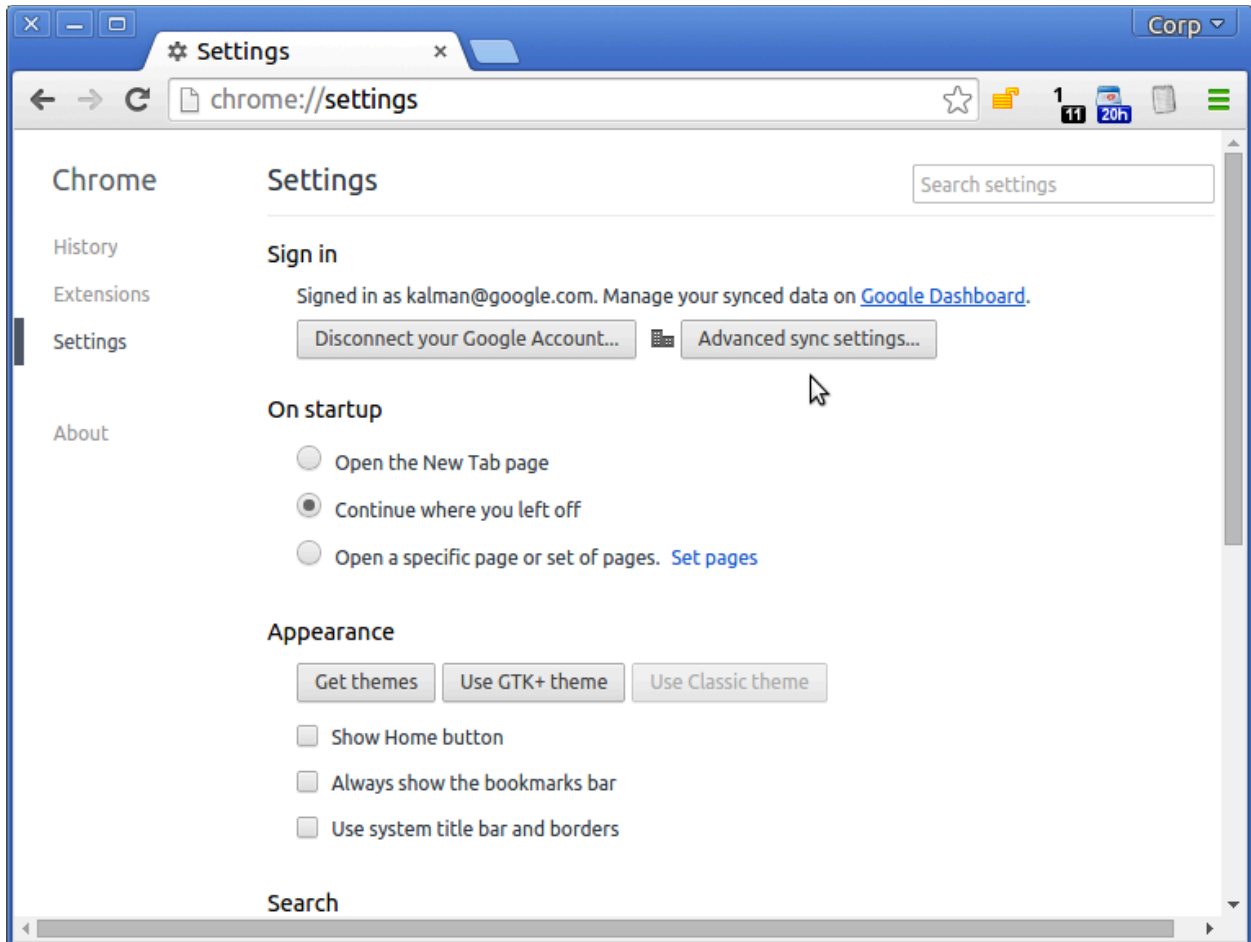 Corp
Settings
chrome://settings
1
11
20h
Chrome
Settings
Search settings
History
Extensions
Settings
About
Sign in
Signed in as kalman@google.com. Manage your synced data on Google Dashboard.
Disconnect your Google Account... Advanced sync settings...
On startup
Open the New Tab page
Continue where you left off
Open a specific page or set of pages. Set pages
Appearance
Get themes Use GTK+ theme Use Classic theme
Show Home button
Always show the bookmarks bar
Use system title bar and borders
Search